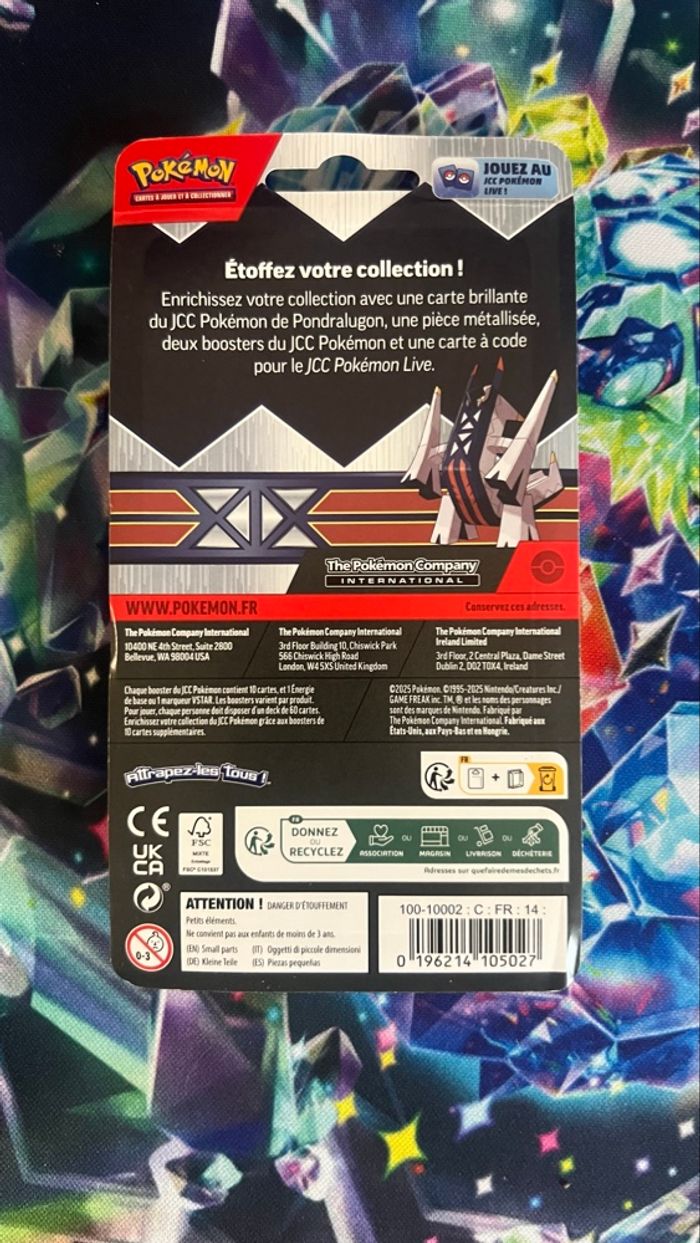 POKÉMON
CARTES À JOUER ET À COLLECTIONNER
JOUEZ AU
JCC POKÉMON
LIVE !
Étoffez votre collection !
Enrichissez votre collection avec une carte brillante
du JCC Pokémon de Pondralugon, une pièce métallisée,
deux boosters du JCC Pokémon et une carte à code
pour le JCC Pokémon Live.
The Pokémon Company
INTERNATIONAL
WWW.POKEMON.FR
Conservez ces adresses.
The Pokémon Company International
10400 NE 4th Street, Suite 2800
Bellevue, WA 98004 USA
The Pokémon Company International
3rd Floor Building 10, Chiswick Park
566 Chiswick High Road
London, W4 5XS United Kingdom
The Pokémon Company International
Ireland Limited
3rd Floor, 2 Central Plaza, Dame Street
Dublin 2, D02 T0X4, Ireland
Chaque booster du JCC Pokémon contient 10 cartes, et 1 Énergie
de base ou 1 marqueur VSTAR. Les boosters varient par produit.
Pour jouer, chaque personne doit disposer d'un deck de 60 cartes.
Enrichissez votre collection du JCC Pokémon grâce aux boosters de
10 cartes supplémentaires.
©2025 Pokémon. ©1995-2025 Nintendo/Creatures Inc./
GAME FREAK inc. TM, ® et les noms des personnages
sont des marques de Nintendo. Fabriqué par
The Pokémon Company International. Fabriqué aux
États-Unis, aux Pays-Bas et en Hongrie.
Attrapez-les tous !
FR
+
CE
UK
CA
FSC
MIXTE
Emballage
FSC® C101537
FR
DONNEZ
OU
RECYCLEZ
ASSOCIATION
OU
MAGASIN
OU
LIVRAISON
OU
DÉCHÈTERIE
Adresses sur quefairedemesdechets.fr
0-3
ATTENTION ! DANGER D'ÉTOUFFEMENT
Petits éléments.
Ne convient pas aux enfants de moins de 3 ans.
(EN) Small parts (IT) Oggetti di piccole dimensioni
(DE) Kleine Teile (ES) Piezas pequeñas
100-10002 : C : FR : 14 :
0 196214 105027